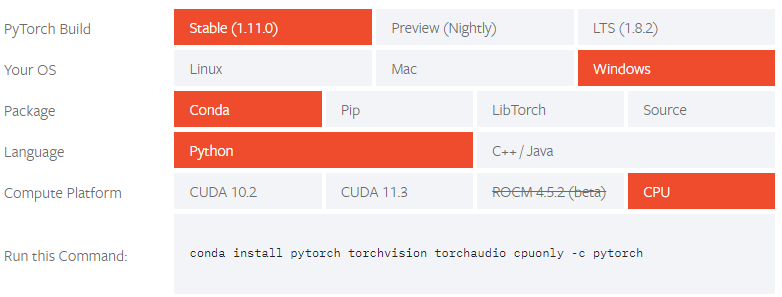 PyTorch Build Stable (1.11.0) Preview (Nightly) LTS (1.8.2)
Your OS Linux Mac Windows
Package Conda Pip LibTorch Source
Language Python C++ / Java
Compute Platform CUDA 10.2 CUDA 11.3 ROCM 4.5.2 (beta) CPU
Run this Command: conda install pytorch torchvision torchaudio cpuonly -c pytorch